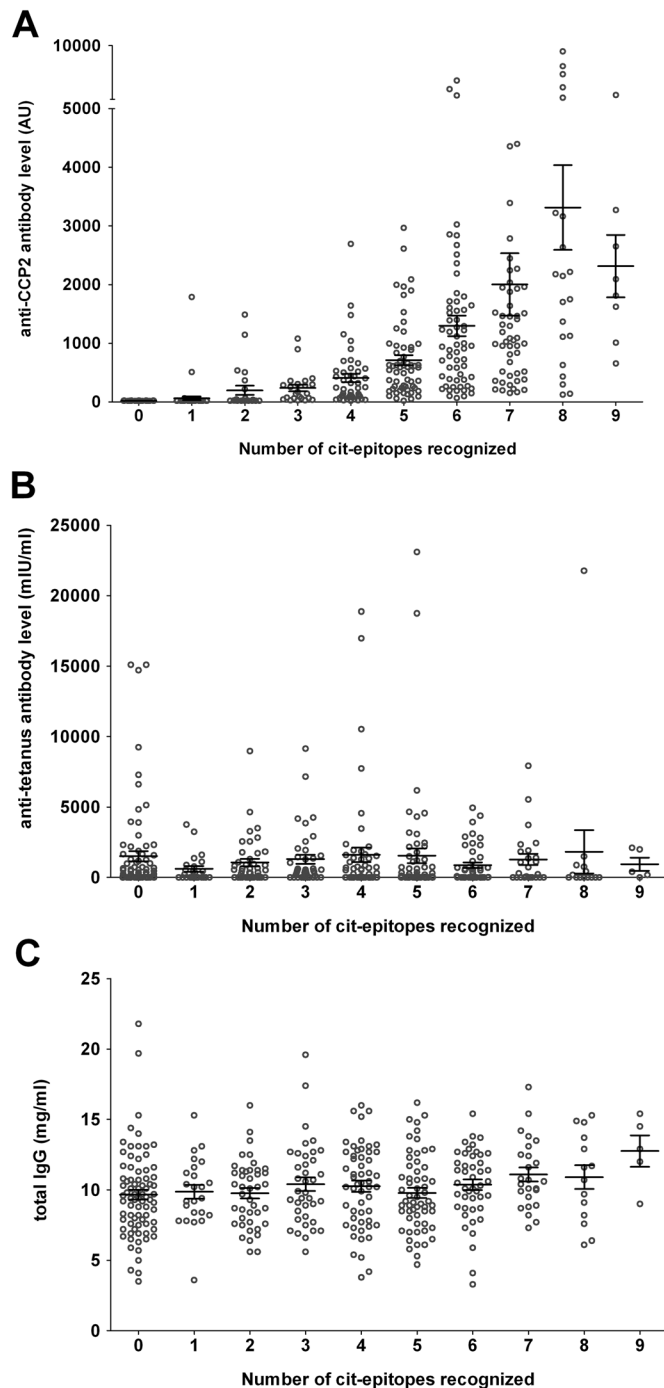 A
10000
5000
4000
3000
2000
1000
0
anti-CCP2 antibody level (AU)
0 1 2 3 4 5 6 7 8 9
Number of cit-epitopes recognized
B
25000
20000
15000
10000
5000
0
anti-tetanus antibody level (mIU/ml)
0 1 2 3 4 5 6 7 8 9
Number of cit-epitopes recognized
C
25
20
15
10
5
0
total IgG (mg/ml)
0 1 2 3 4 5 6 7 8 9
Number of cit-epitopes recognized